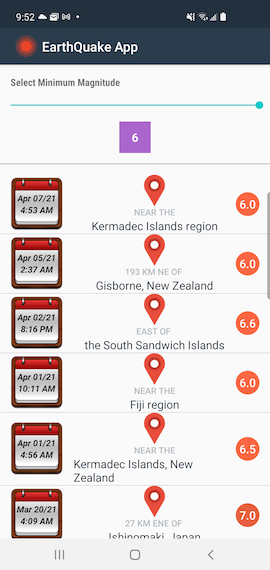 9:52
EarthQuake App
Select Minimum Magnitude
6
Apr 07/21
4:53 AM
NEAR THE
Kermadec Islands region
6.0
Apr 05/21
2:37 AM
193 KM NE OF
Gisborne, New Zealand
6.0
Apr 02/21
8:16 PM
EAST OF
the South Sandwich Islands
6.6
Apr 01/21
10:11 AM
NEAR THE
Fiji region
6.0
Apr 01/21
4:56 AM
NEAR THE
Kermadec Islands, New
Zealand
6.5
Mar 20/21
4:09 AM
27 KM ENE OF
Ishinomaki, Japan
7.0